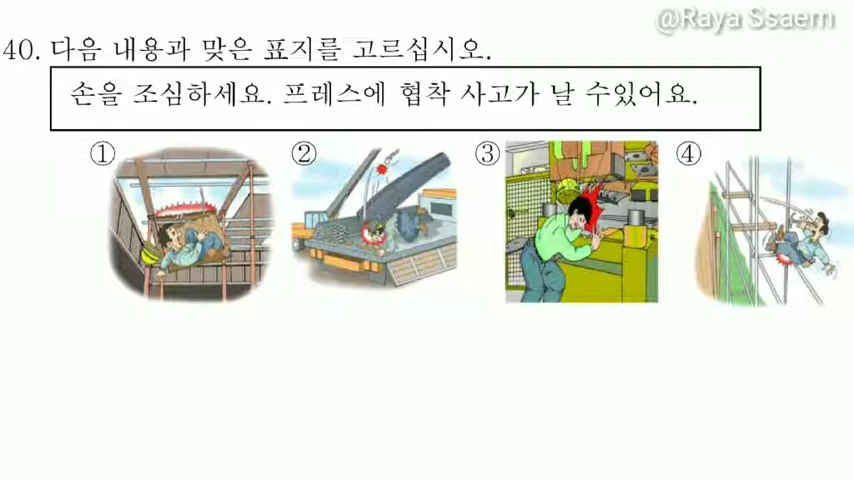 @Raya Ssaem
40. 다음 내용과 맞은 표지를 고르십시오.
손을 조심하세요. 프레스에 협착 사고가 날 수있어요.
① ② ③ ④